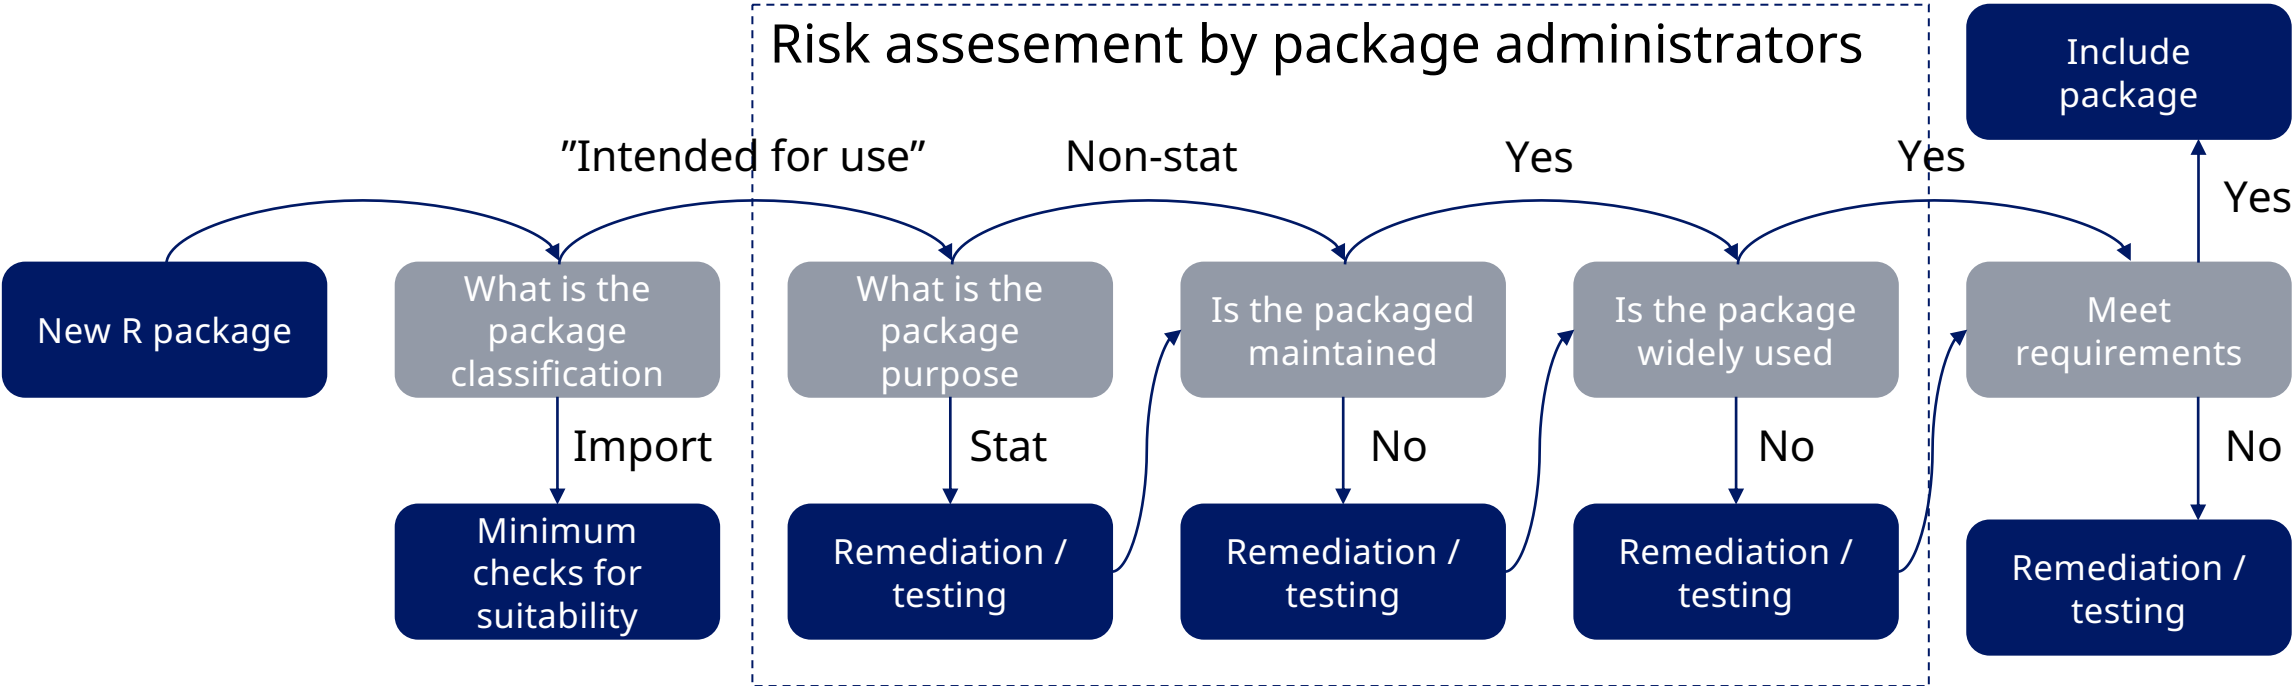 Risk assesement by package administrators
Include
package
”Intended for use”
Non-stat
Yes
Yes
Yes
New R package
What is the
package
classification
What is the
package
purpose
Is the packaged
maintained
Is the package
widely used
Meet
requirements
Import
Stat
No
No
No
Minimum
checks for
suitability
Remediation /
testing
Remediation /
testing
Remediation /
testing
Remediation /
testing